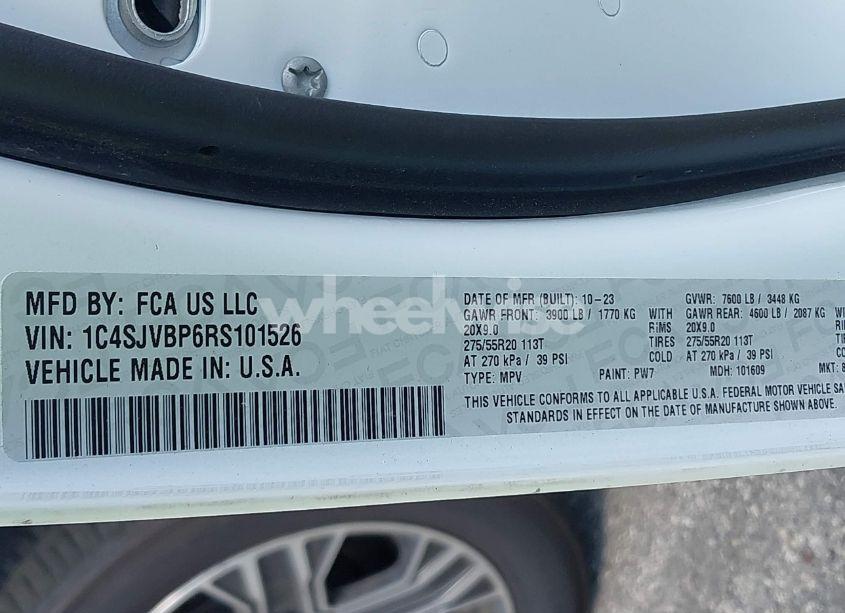 MFD BY: FCA US LLC
VIN: 1C4SJVBP6RS101526
VEHICLE MADE IN: U.S.A.
DATE OF MFR (BUILT): 10-23 GVWR: 7600 LB / 3448 KG
GAWR FRONT: 3900 LB / 1770 KG WITH GAWR REAR: 4600 LB / 2087 KG
20X9.0 RIMS 20X9.0
275/55R20 113T TIRES 275/55R20 113T
AT 270 kPa / 39 PSI COLD AT 270 kPa / 39 PSI
TYPE: MPV PAINT: PW7 MDH: 101609 MKT: 8
THIS VEHICLE CONFORMS TO ALL APPLICABLE U.S.A. FEDERAL MOTOR VEHICLE SA
STANDARDS IN EFFECT ON THE DATE OF MANUFACTURE SHOWN ABOVE.
wheelwise